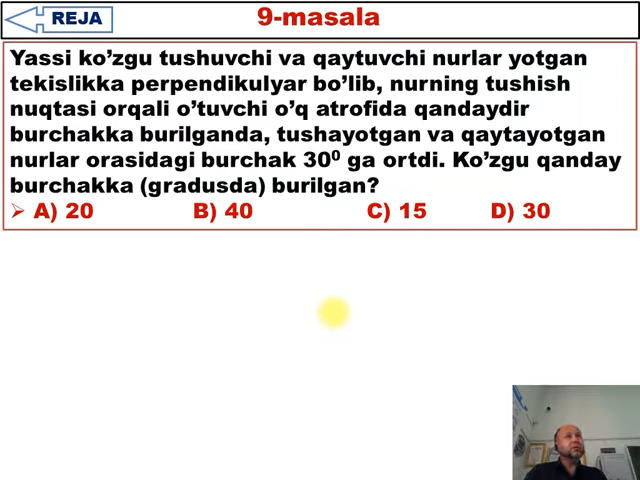 REJA
9-masala
Yassi ko’zgu tushuvchi va qaytuvchi nurlar yotgan
tekislikka perpendikulyar bo’lib, nurning tushish
nuqtasi orqali o’tuvchi o’q atrofida qandaydir
burchakka burilganda, tushayotgan va qaytayotgan
nurlar orasidagi burchak 30⁰ ga ortdi. Ko’zgu qanday
burchakka (gradusda) burilgan?
➢ A) 20 B) 40 C) 15 D) 30